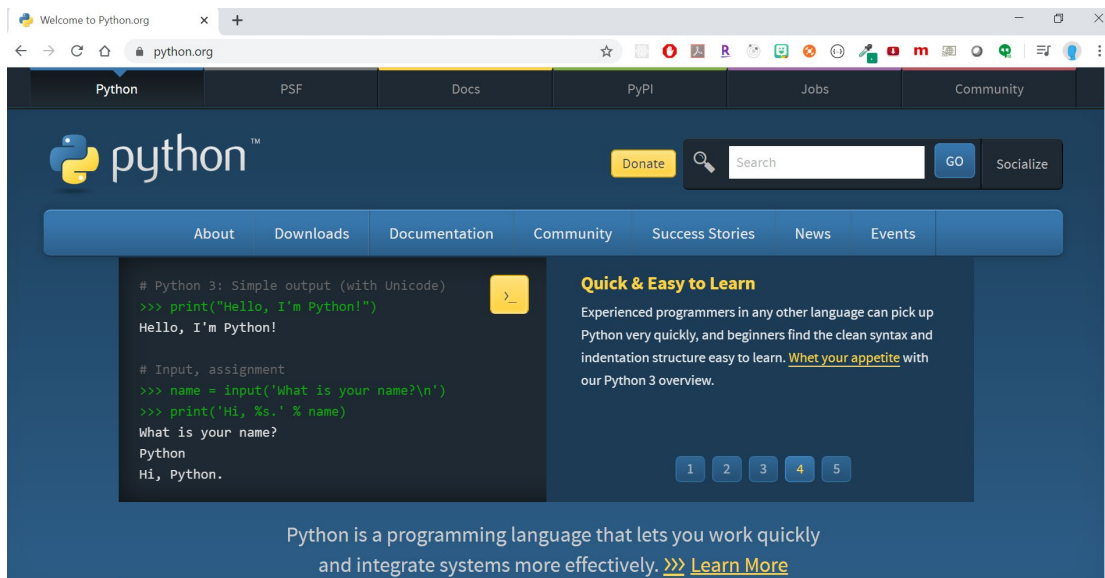 Welcome to Python.org
python.org
Python PSF Docs PyPI Jobs Community
python™
Donate Search GO Socialize
About Downloads Documentation Community Success Stories News Events
# Python 3: Simple output (with Unicode)
>>> print("Hello, I'm Python!")
Hello, I'm Python!
# Input, assignment
>>> name = input('What is your name?\n')
>>> print('Hi, %s.' % name)
What is your name?
Python
Hi, Python.
>_
Quick & Easy to Learn
Experienced programmers in any other language can pick up
Python very quickly, and beginners find the clean syntax and
indentation structure easy to learn. Whet your appetite with
our Python 3 overview.
1 2 3 4 5
Python is a programming language that lets you work quickly
and integrate systems more effectively. >>> Learn More